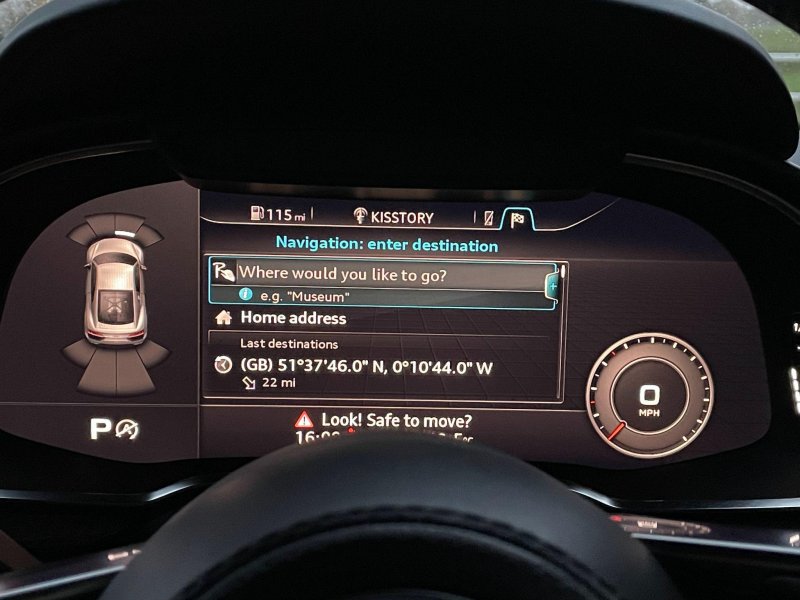 115 mi
KISSTORY
Navigation: enter destination
Where would you like to go?
e.g. "Museum"
Home address
Last destinations
(GB) 51°37'46.0" N, 0°10'44.0" W
22 mi
0
MPH
P
Look! Safe to move?